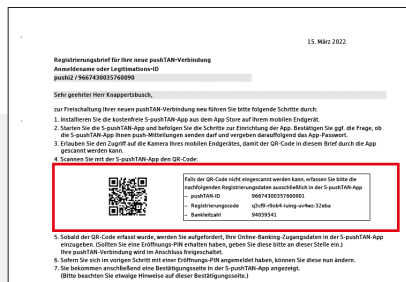 15. März 2022
Registrierungsbrief für Ihre neue pushTAN-Verbindung
Anmeldename oder Legitimations-ID
pushi2 / 9667430035760090
Sehr geehrter Herr Knappertsbusch,
zur Freischaltung Ihrer neuen pushTAN-Verbindung neu führen Sie bitte folgende Schritte durch:
1. Installieren Sie die kostenfreie S-pushTAN-App aus dem App Store auf Ihrem mobilen Endgerät.
2. Starten Sie die S-pushTAN-App und befolgen Sie die Schritte zur Einrichtung der App. Bestätigen Sie ggf. die Frage, ob
die S-pushTAN-App Ihnen push-Mitteilungen senden darf und vergeben darauffolgend das App-Passwort.
3. Erlauben Sie den Zugriff auf die Kamera Ihres mobilen Endgerätes, damit der QR-Code in diesem Brief durch die App
gescannt werden kann.
4. Scannen Sie mit der S-pushTAN-App den QR-Code:
Falls der QR-Code nicht eingescannt werden kann, erfassen Sie bitte die
nachfolgenden Registrierungsdaten ausschließlich in der S-pushTAN-App
– pushTAN-ID 9667430357600901
– Registrierungscode q3cf9-r9ob4-iuing-uv4wz-32eba
– Bankleitzahl 94059541
5. Sobald der QR-Code erfasst wurde, werden Sie aufgefordert, Ihre Online-Banking-Zugangsdaten in der S-pushTAN-App
einzugeben. (Sollten Sie eine Eröffnungs-PIN erhalten haben, geben Sie diese bitte an dieser Stelle ein.)
Ihre pushTAN-Verbindung wird im Anschluss freigeschaltet.
6. Sofern Sie sich im vorigen Schritt mit einer Eröffnungs-PIN angemeldet haben, können Sie diese nun ändern.
7. Sie bekommen anschließend eine Bestätigungsseite in der S-pushTAN-App angezeigt.
(Bitte beachten Sie etwaige Hinweise auf dieser Bestätigungsseite.)